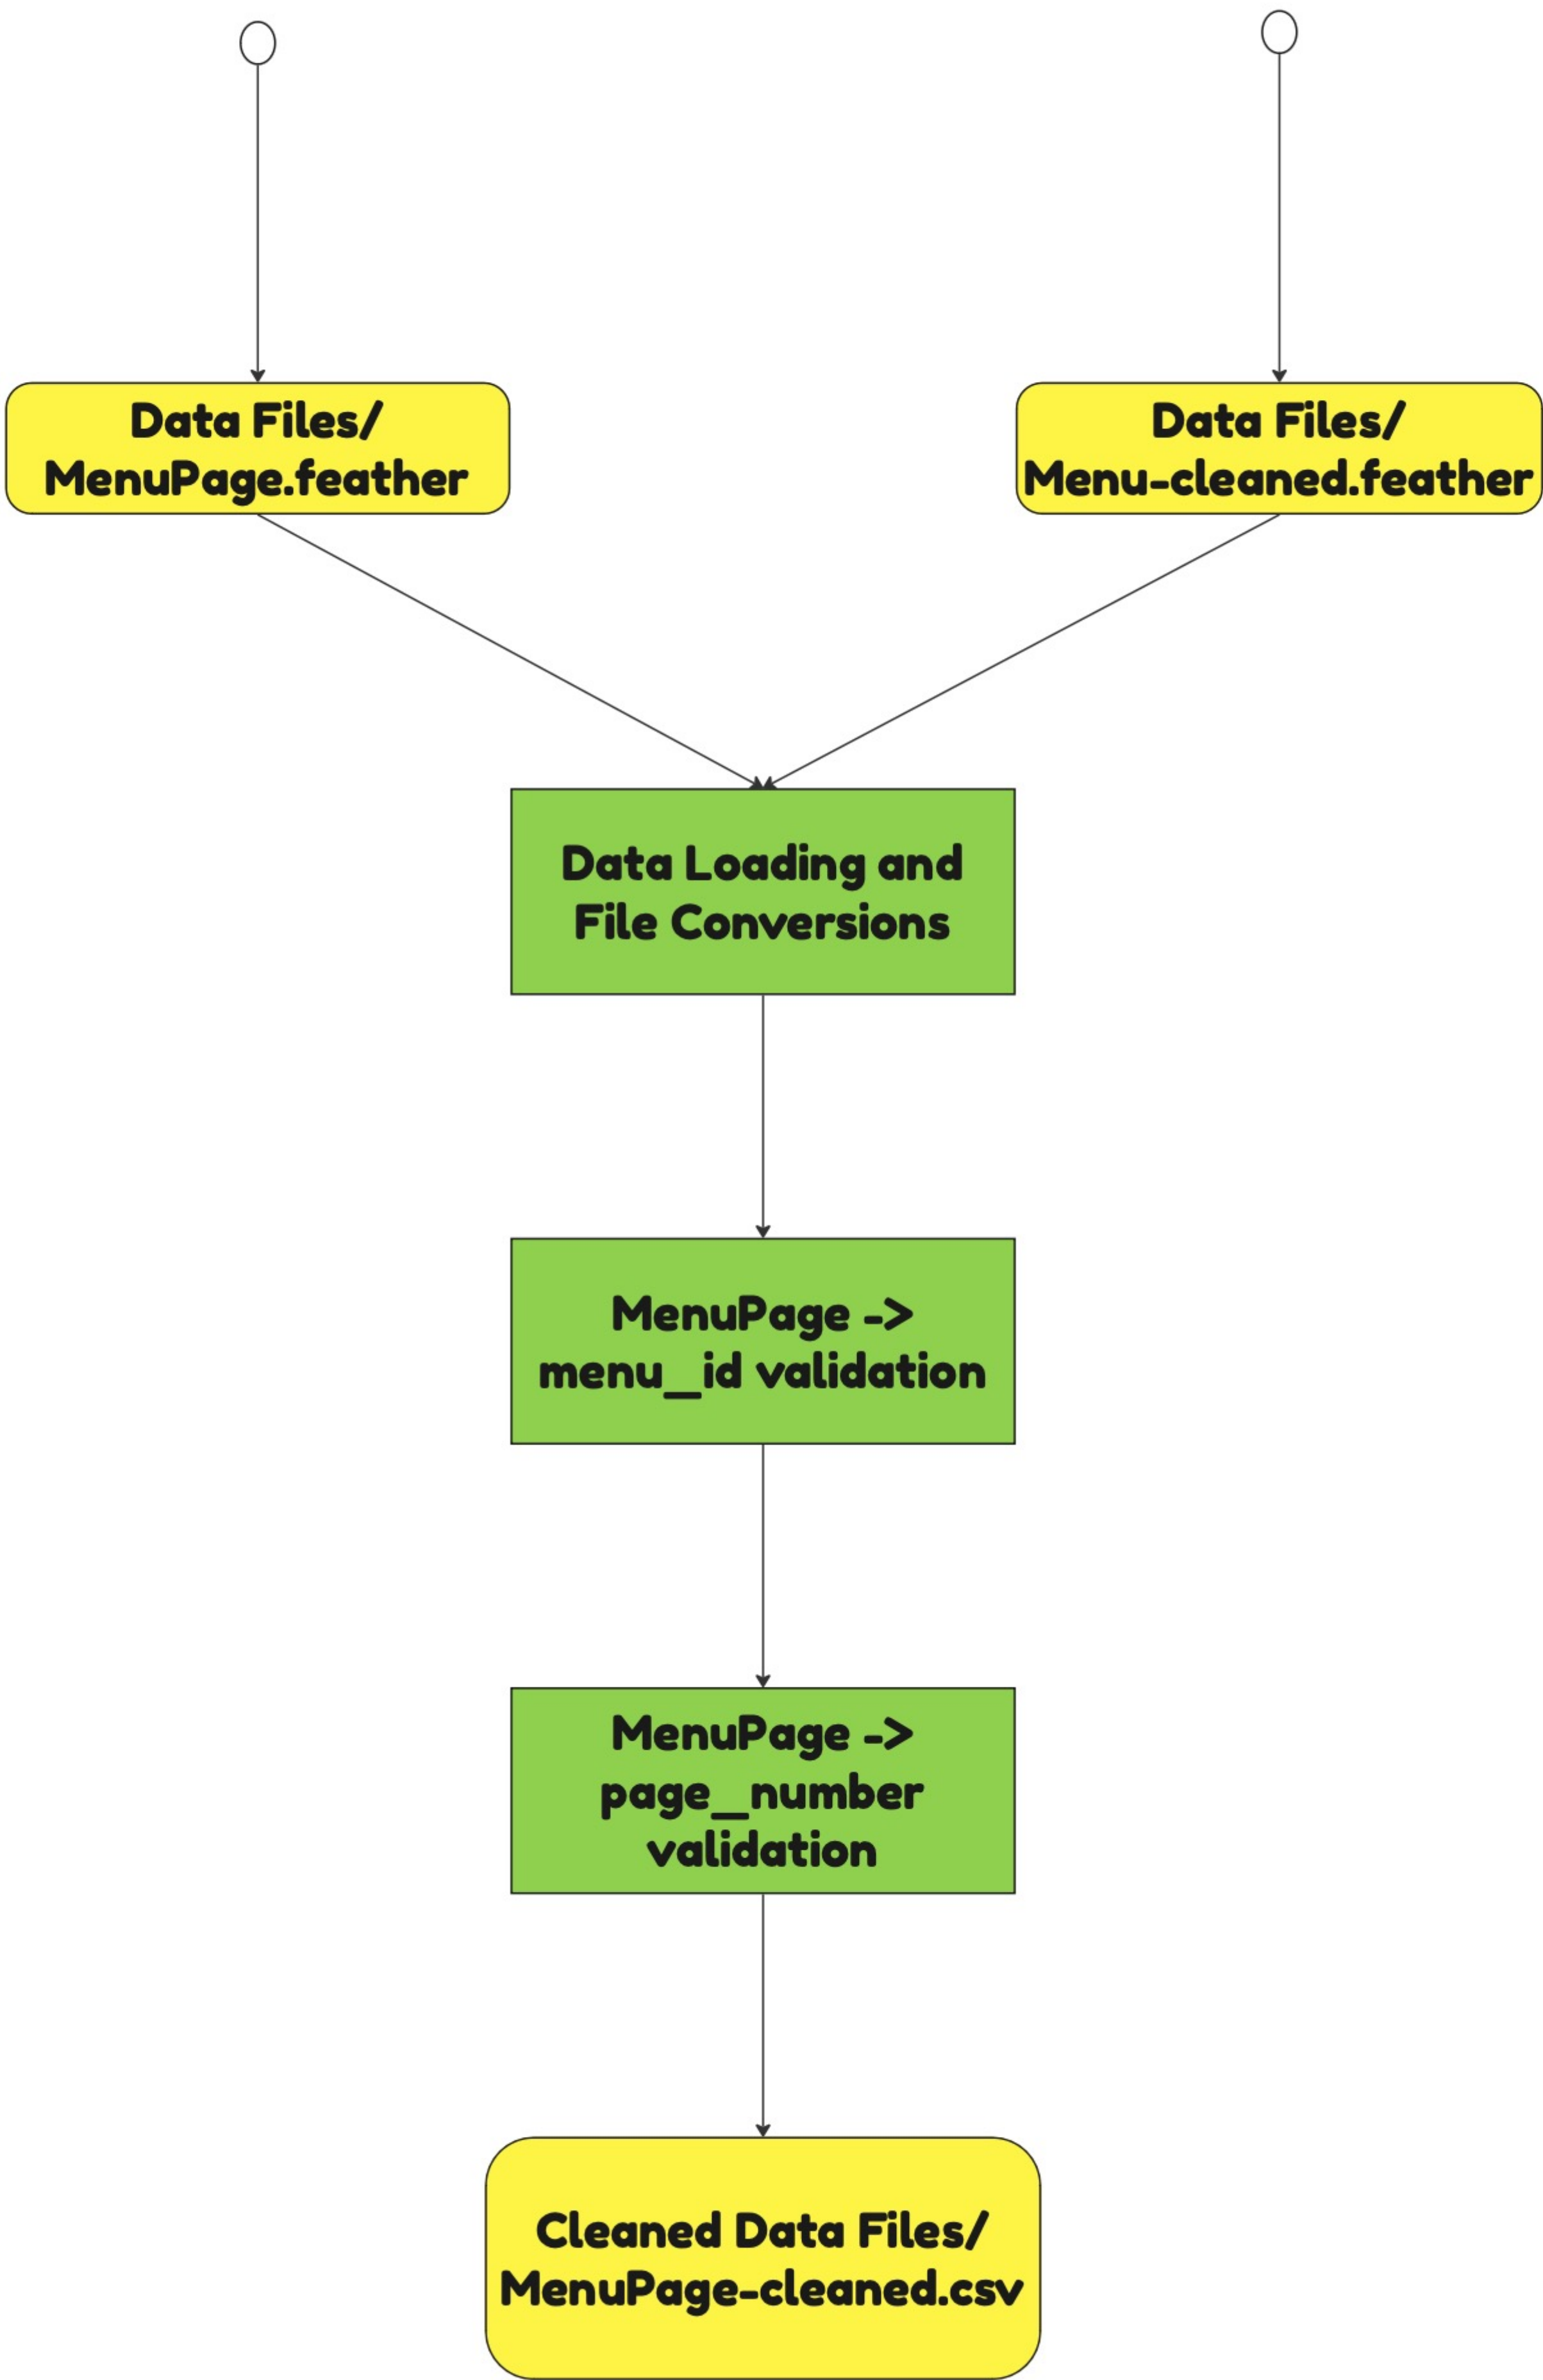 Data Files/
MenuPage.feather
Data Files/
Menu-cleaned.feather
Data Loading and
File Conversions
MenuPage ->
menu_id validation
MenuPage ->
page_number
validation
Cleaned Data Files/
MenuPage-cleaned.csv